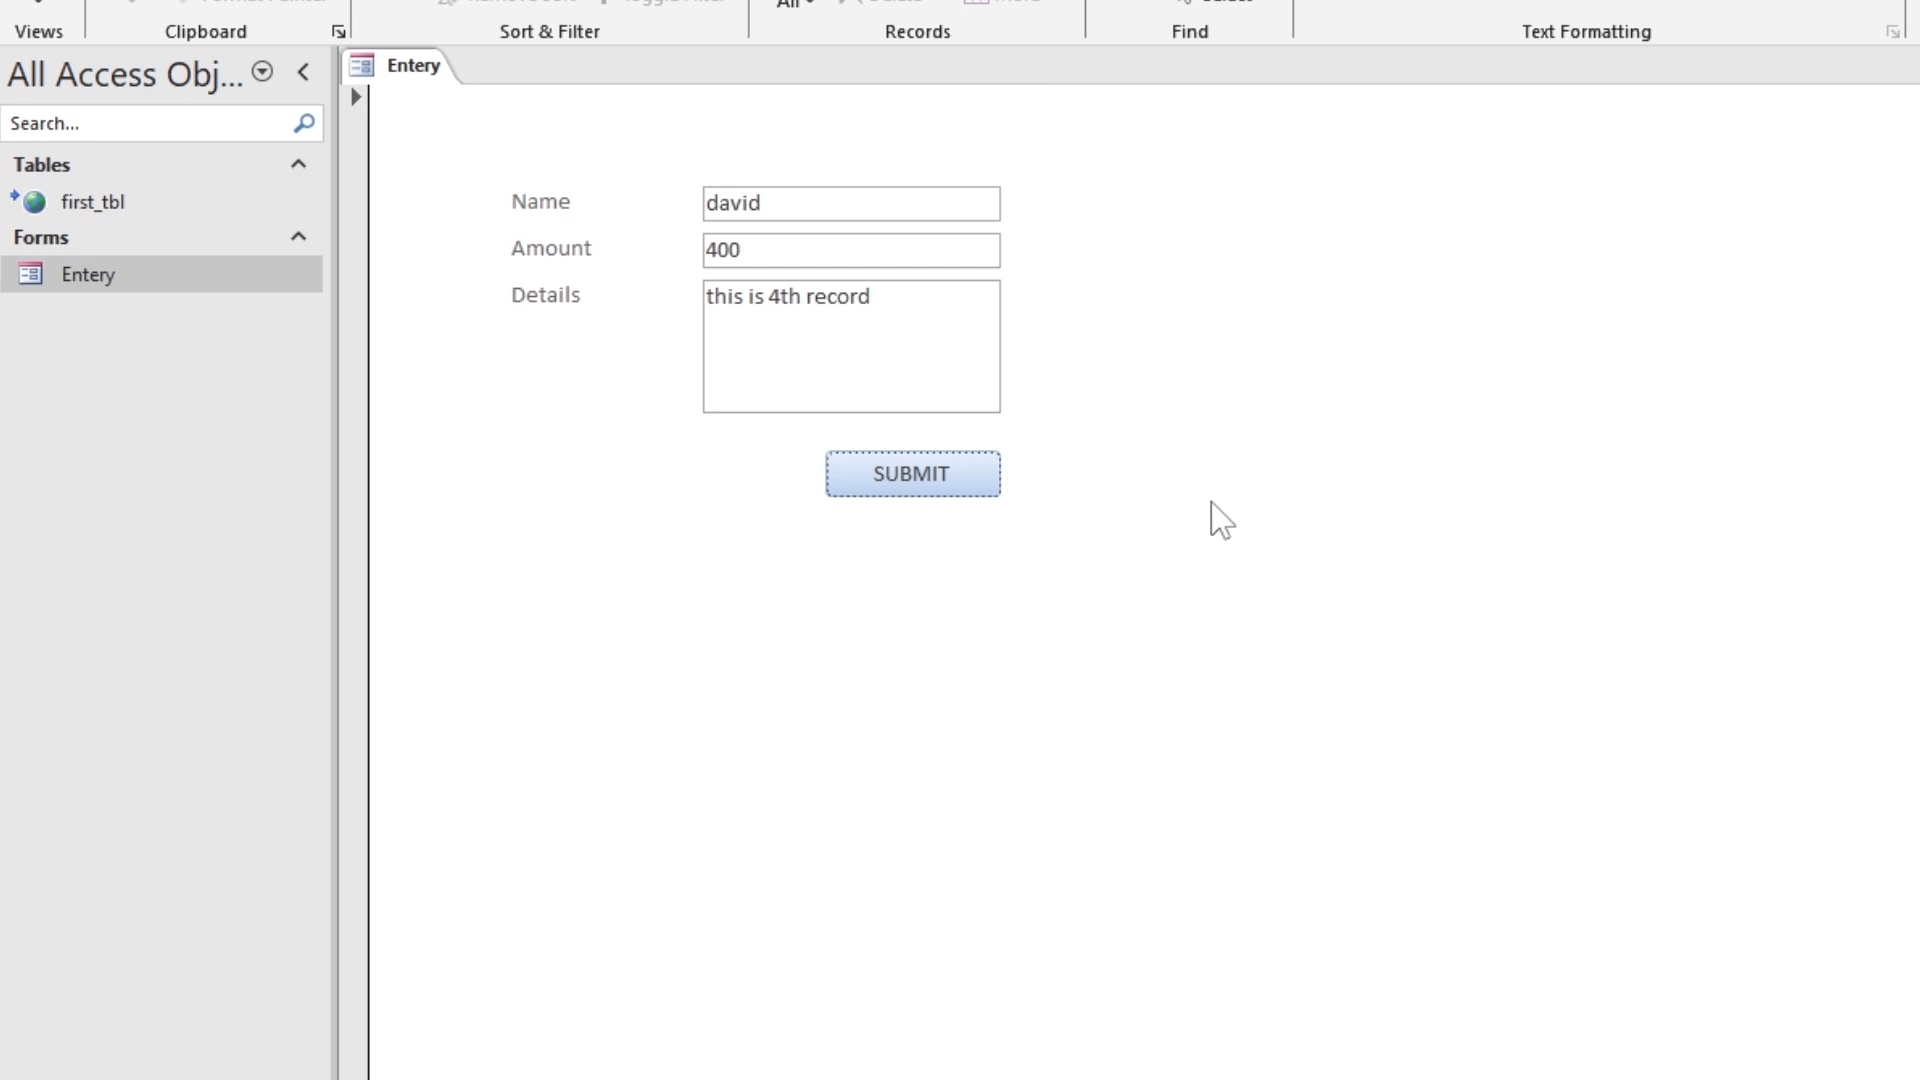 Views
Clipboard
Sort & Filter
Records
Find
Text Formatting
All Access Obj...
Search...
Tables
first_tbl
Forms
Entery
Entery
Name
david
Amount
400
Details
this is 4th record
SUBMIT